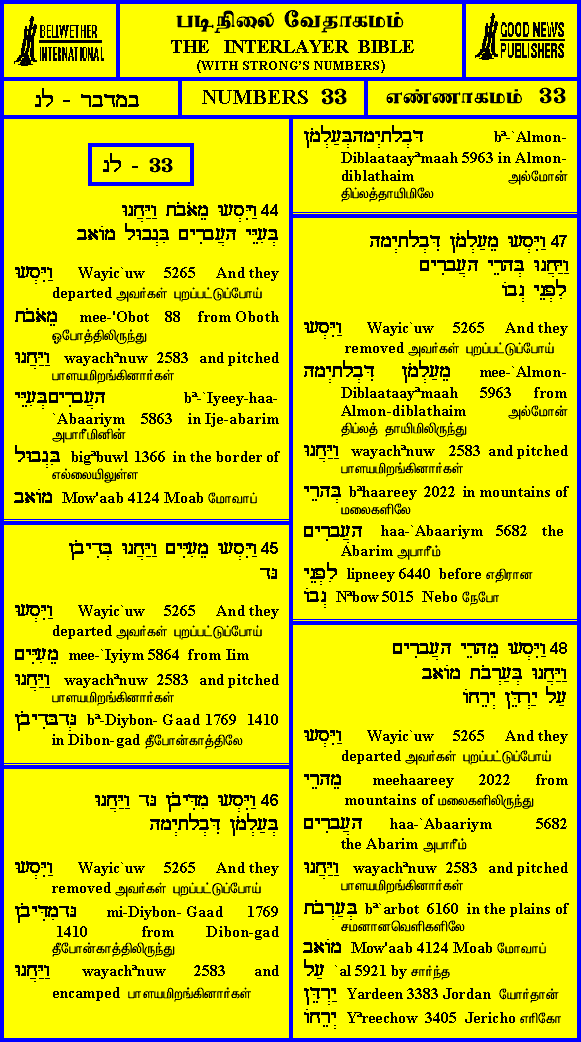 BELLWETHER
INTERNATIONAL
படிநிலை வேதாகமம்
THE INTERLAYER BIBLE
(WITH STRONG'S NUMBERS)
GOOD NEWS
PUBLISHERS
במדבר - לג
NUMBERS 33
எண்ணாகமம் 33
לג - 33
44 וַיִּסְעוּ מֵאֹבֹת וַיַּחֲנוּ
בְּעִיֵּי הָעֲבָרִים בִּגְבוּל מוֹאָב
וַיִּסְעוּ Wayic`uw 5265 And they
departed அவர்கள் புறப்பட்டுப்போய்
מֵאֹבֹת mee-'Obot 88 from Oboth
ஒபோத்திலிருந்து
וַיַּחֲנוּ wayachªnuw 2583 and pitched
பாளயமிறங்கினார்கள்
הָעֲבָרִיםבְּעִיֵּי bª-`Iyeey-haa-
`Abaariym 5863 in Ije-abarim
அபாரீமினின்
בִּגְבוּל bigªbuwl 1366 in the border of
எல்லையிலுள்ள
מוֹאָב Mow'aab 4124 Moab மோவாப்
45 וַיִּסְעוּ מֵעִיִּים וַיַּחֲנוּ בְּדִיבֹן
גָּד
וַיִּסְעוּ Wayic`uw 5265 And they
departed அவர்கள் புறப்பட்டுப்போய்
מֵעִיִּים mee-`Iyiym 5864 from Iim
וַיַּחֲנוּ wayachªnuw 2583 and pitched
பாளயமிறங்கினார்கள்
גָּדבְּדִיבֹן bª-Diybon- Gaad 1769 1410
in Dibon-gad தீபோன்காத்திலே
46 וַיִּסְעוּ מִדִּיבֹן גָּד וַיַּחֲנוּ
בְּעַלְמֹן דִּבְלָתָיְמָה
וַיִּסְעוּ Wayic`uw 5265 And they
removed அவர்கள் புறப்பட்டுப்போய்
גָּדמִדִּיבֹן mi-Diybon- Gaad 1769
1410 from Dibon-gad
தீபோன்காத்திலிருந்து
וַיַּחֲנוּ wayachªnuw 2583 and
encamped பாளயமிறங்கினார்கள்
דִּבְלָתָיְמָהבְּעַלְמֹן bª-`Almon-
Diblaataayªmaah 5963 in Almon-
diblathaim அல்மோன்
திப்லத்தாயிமிலே
47 וַיִּסְעוּ מֵעַלְמֹן דִּבְלָתָיְמָה
וַיַּחֲנוּ בְּהָרֵי הָעֲבָרִים
לִפְנֵי נְבוֹ
וַיִּסְעוּ Wayic`uw 5265 And they
removed அவர்கள் புறப்பட்டுப்போய்
מֵעַלְמֹן דִּבְלָתָיְמָה mee-`Almon-
Diblaataayªmaah 5963 from
Almon-diblathaim அல்மோன்
திப்லத் தாயிமிலிருந்து
וַיַּחֲנוּ wayachªnuw 2583 and pitched
பாளயமிறங்கினார்கள்
בְּהָרֵי bªhaareey 2022 in mountains of
மலைகளிலே
הָעֲבָרִים haa-`Abaariym 5682 the
Abarim அபாரீம்
לִפְנֵי lipneey 6440 before எதிரான
נְבוֹ Nªbow 5015 Nebo நேபோ
48 וַיִּסְעוּ מֵהָרֵי הָעֲבָרִים
וַיַּחֲנוּ בְּעַרְבֹת מוֹאָב
עַל יַרְדֵּן יְרֵחוֹ
וַיִּסְעוּ Wayic`uw 5265 And they
departed அவர்கள் புறப்பட்டுப்போய்
מֵהָרֵי meehaareey 2022 from
mountains of மலைகளிலிருந்து
הָעֲבָרִים haa-`Abaariym 5682
the Abarim அபாரீம்
וַיַּחֲנוּ wayachªnuw 2583 and pitched
பாளயமிறங்கினார்கள்
בְּעַרְבֹת bª`arbot 6160 in the plains of
சமனானவெளிகளிலே
מוֹאָב Mow'aab 4124 Moab மோவாப்
עַל `al 5921 by சார்ந்த
יַרְדֵּן Yardeen 3383 Jordan யோர்தான்
יְרֵחוֹ Yªreechow 3405 Jericho எரிகோ